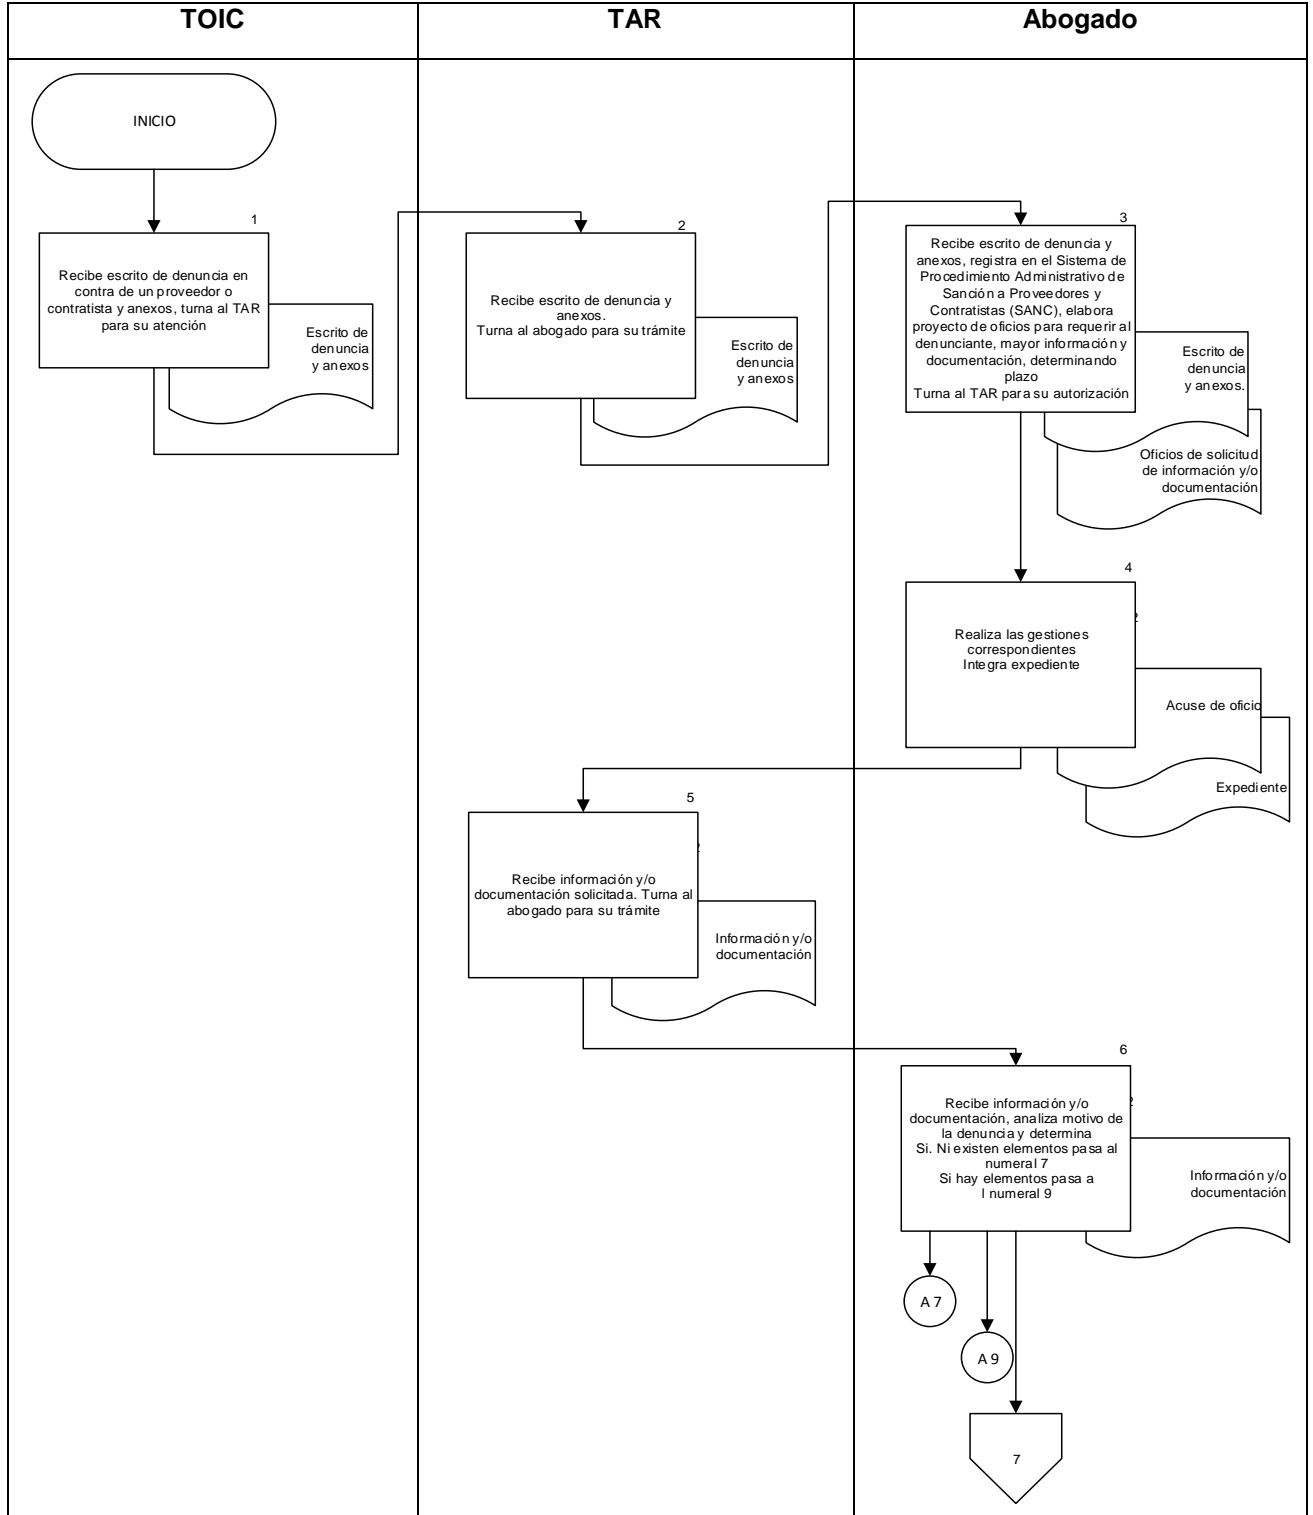 TOIC
TAR
Abogado
INICIO
1
Recibe escrito de denuncia en
contra de un proveedor o
contratista y anexos, turna al TAR
para su atención
Escrito de
denuncia
y anexos
2
Recibe escrito de denuncia y
anexos.
Turna al abogado para su trámite
Escrito de
denuncia
y anexos
3
Recibe escrito de denuncia y
anexos, registra en el Sistema de
Procedimiento Administrativo de
Sanción a Proveedores y
Contratistas (SANC), elabora
proyecto de oficios para requerir al
denunciante, mayor información y
documentación, determinando
plazo
Turna al TAR para su autorización
Escrito de
denuncia
y anexos.
Oficios de solicitud
de información y/o
documentación
4
Realiza las gestiones
correspondientes
Integra expediente
Acuse de oficio
Expediente
5
Recibe información y/o
documentación solicitada. Turna al
abogado para su trámite
Información y/o
documentación
6
Recibe información y/o
documentación, analiza motivo de
la denuncia y determina
Si. Ni existen elementos pasa al
numeral 7
Si hay elementos pasa a
l numeral 9
Información y/o
documentación
A 7
A 9
7